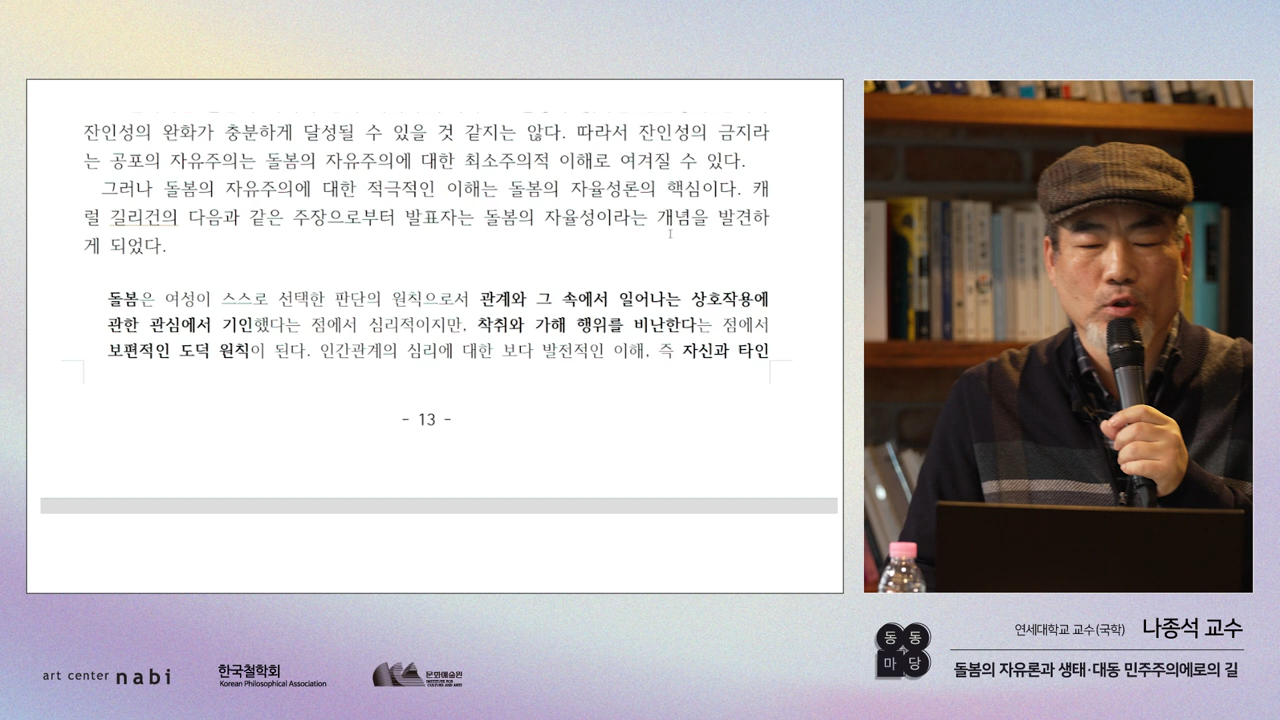 잔인성의 완화가 충분하게 달성될 수 있을 것 같지는 않다. 따라서 잔인성의 금지라
는 공포의 자유주의는 돌봄의 자유주의에 대한 최소주의적 이해로 여겨질 수 있다.
그러나 돌봄의 자유주의에 대한 적극적인 이해는 돌봄의 자율성론의 핵심이다. 캐
럴 길리건의 다음과 같은 주장으로부터 발표자는 돌봄의 자율성이라는 개념을 발견하
게 되었다.
돌봄은 여성이 스스로 선택한 판단의 원칙으로서 관계와 그 속에서 일어나는 상호작용에
관한 관심에서 기인했다는 점에서 심리적이지만, 착취와 가해 행위를 비난한다는 점에서
보편적인 도덕 원칙이 된다. 인간관계의 심리에 대한 보다 발전적인 이해, 즉 자신과 타인
- 13 -
동 동
마 당
연세대학교 교수(국학) 나종석 교수
돌봄의 자유론과 생태·대동 민주주의에로의 길
art center nabi
한국철학회
Korean Philosophical Association
문화예술원
INSTITUTE FOR
CULTURE AND ARTS